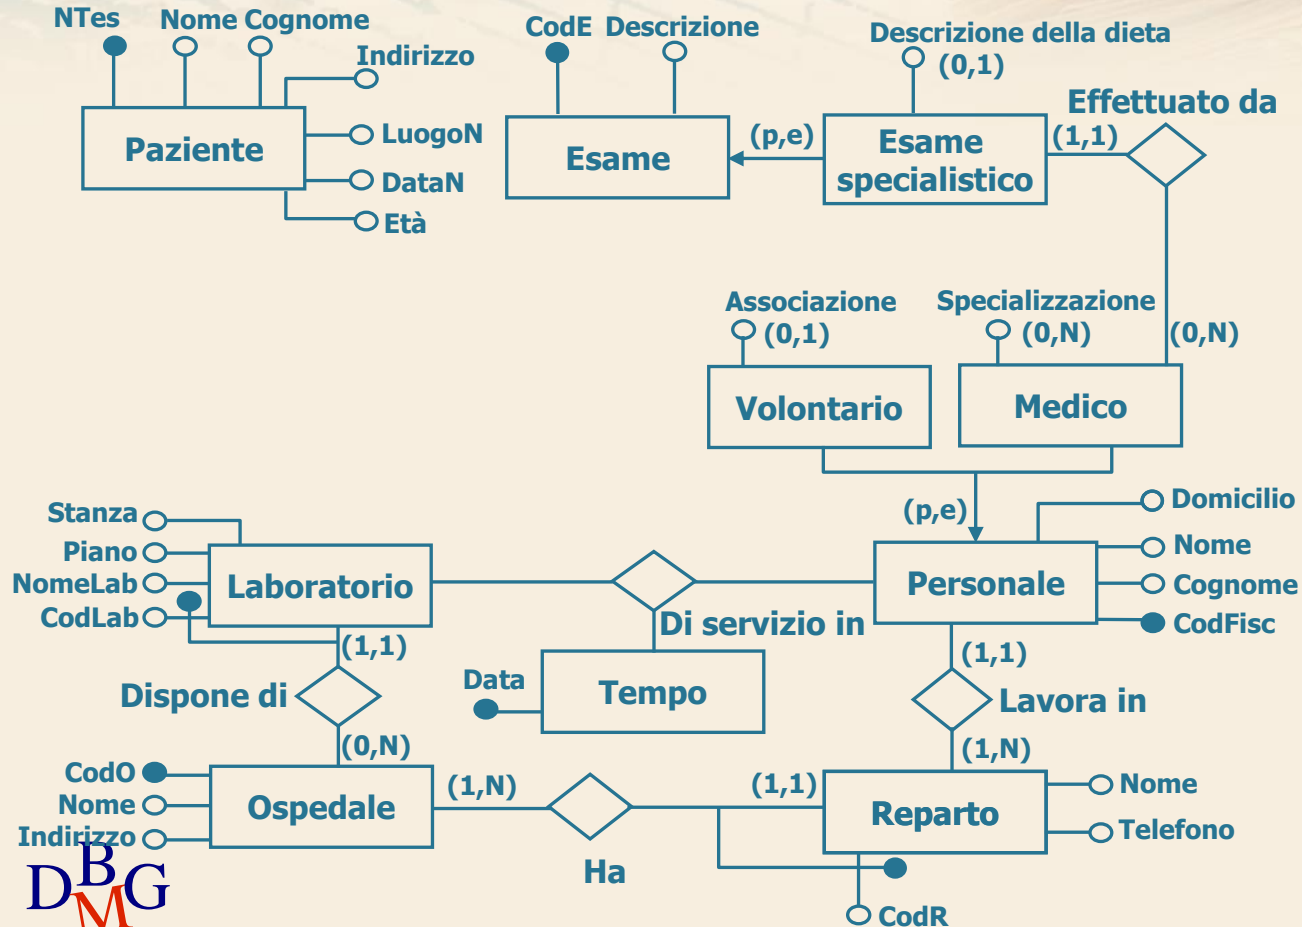 NTes
Nome Cognome
Indirizzo
LuogoN
DataN
Età
Paziente
CodE Descrizione
Esame
(p,e)
Descrizione della dieta
(0,1)
Esame
specialistico
Effettuato da
(1,1)
(0,N)
Associazione
(0,1)
Volontario
Specializzazione
(0,N)
Medico
(p,e)
Domicilio
Nome
Cognome
CodFisc
Personale
Stanza
Piano
NomeLab
CodLab
Laboratorio
Di servizio in
(1,1)
Dispone di
(0,N)
Data
Tempo
(1,1)
Lavora in
(1,N)
CodO
Nome
Indirizzo
Ospedale
(1,N)
Ha
(1,1)
Reparto
Nome
Telefono
CodR
DBMG